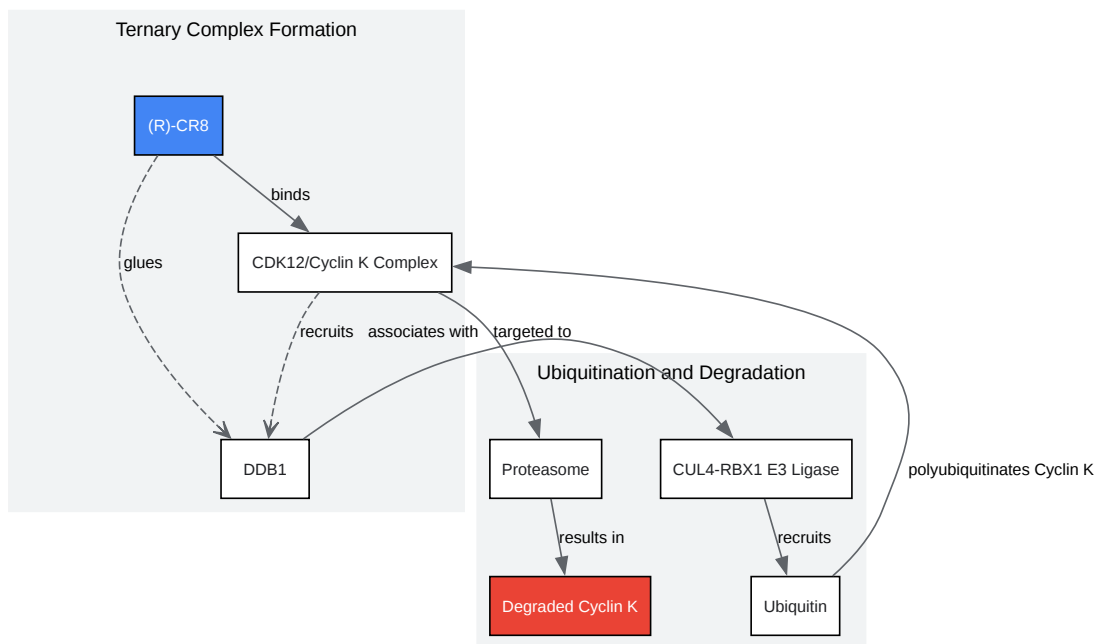 Ternary Complex Formation
(R)-CR8
binds
CDK12/Cyclin K Complex
glues
recruits
associates with
targeted to
Ubiquitination and Degradation
DDB1
Proteasome
CUL4-RBX1 E3 Ligase
polyubiquitinates Cyclin K
results in
recruits
Degraded Cyclin K
Ubiquitin